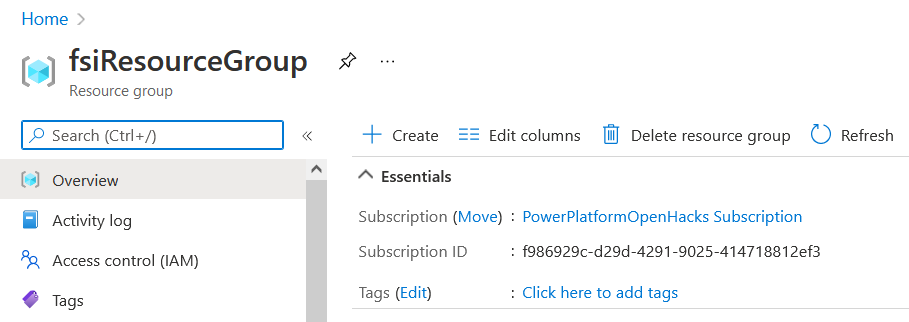 Home >
fsiResourceGroup ...
Resource group
Search (Ctrl+/) «
Overview
Activity log
Access control (IAM)
Tags
+ Create Edit columns Delete resource group Refresh
Essentials
Subscription (Move) : PowerPlatformOpenHacks Subscription
Subscription ID : f986929c-d29d-4291-9025-414718812ef3
Tags (Edit) : Click here to add tags